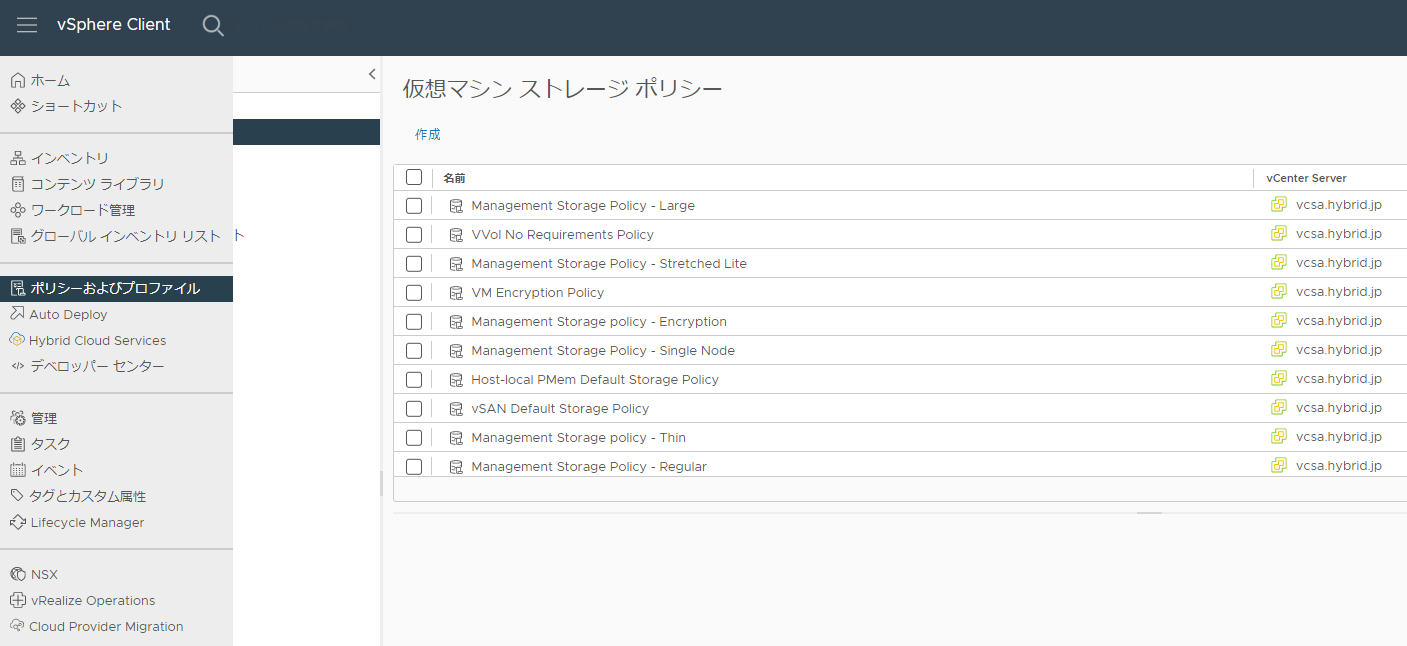 vSphere Client
ホーム
ショートカット
インベントリ
コンテンツ ライブラリ
ワークロード管理
グローバル インベントリ リスト
ト
ポリシーおよびプロファイル
Auto Deploy
Hybrid Cloud Services
デベロッパー センター
管理
タスク
イベント
タグとカスタム属性
Lifecycle Manager
NSX
vRealize Operations
Cloud Provider Migration
仮想マシン ストレージ ポリシー
作成
名前 vCenter Server
Management Storage Policy - Large vcsa.hybrid.jp
VVol No Requirements Policy vcsa.hybrid.jp
Management Storage Policy - Stretched Lite vcsa.hybrid.jp
VM Encryption Policy vcsa.hybrid.jp
Management Storage policy - Encryption vcsa.hybrid.jp
Management Storage Policy - Single Node vcsa.hybrid.jp
Host-local PMem Default Storage Policy vcsa.hybrid.jp
vSAN Default Storage Policy vcsa.hybrid.jp
Management Storage policy - Thin vcsa.hybrid.jp
Management Storage Policy - Regular vcsa.hybrid.jp